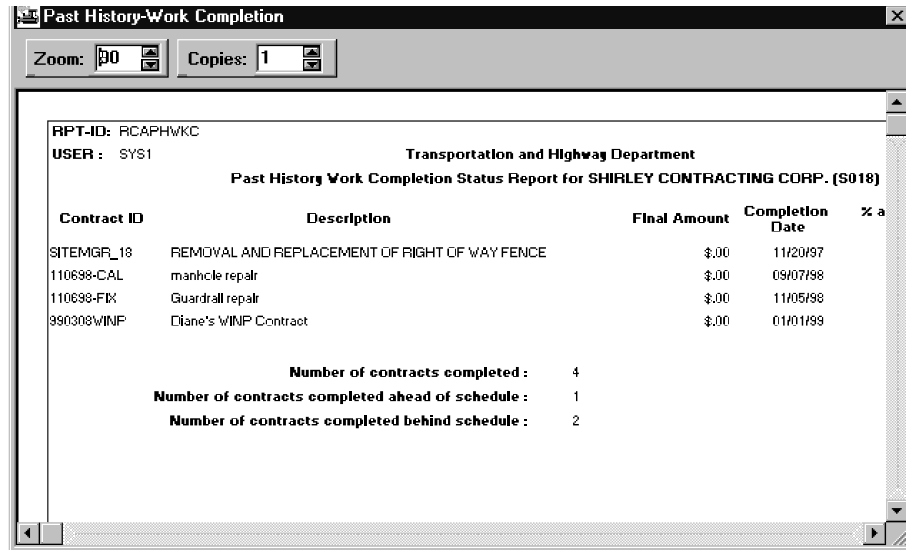 Past History-Work Completion
Zoom: 90 Copies: 1
RPT-ID: RCAPHWKC
USER : SYS1 Transportation and Highway Department
Past History Work Completion Status Report for SHIRLEY CONTRACTING CORP. (S018)
Contract ID Description Final Amount Completion Date % a
SITEMGR_18 REMOVAL AND REPLACEMENT OF RIGHT OF WAY FENCE $.00 11/20/97
110698-CAL manhole repair $.00 09/07/98
110698-FIX Guardrail repair $.00 11/05/98
990308WINP Diane's WINP Contract $.00 01/01/99
Number of contracts completed : 4
Number of contracts completed ahead of schedule : 1
Number of contracts completed behind schedule : 2